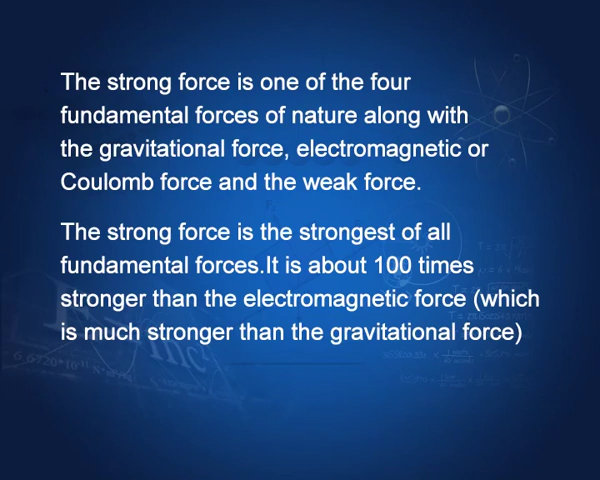 The strong force is one of the four
fundamental forces of nature along with
the gravitational force, electromagnetic or
Coulomb force and the weak force.
The strong force is the strongest of all
fundamental forces.It is about 100 times
stronger than the electromagnetic force (which
is much stronger than the gravitational force)